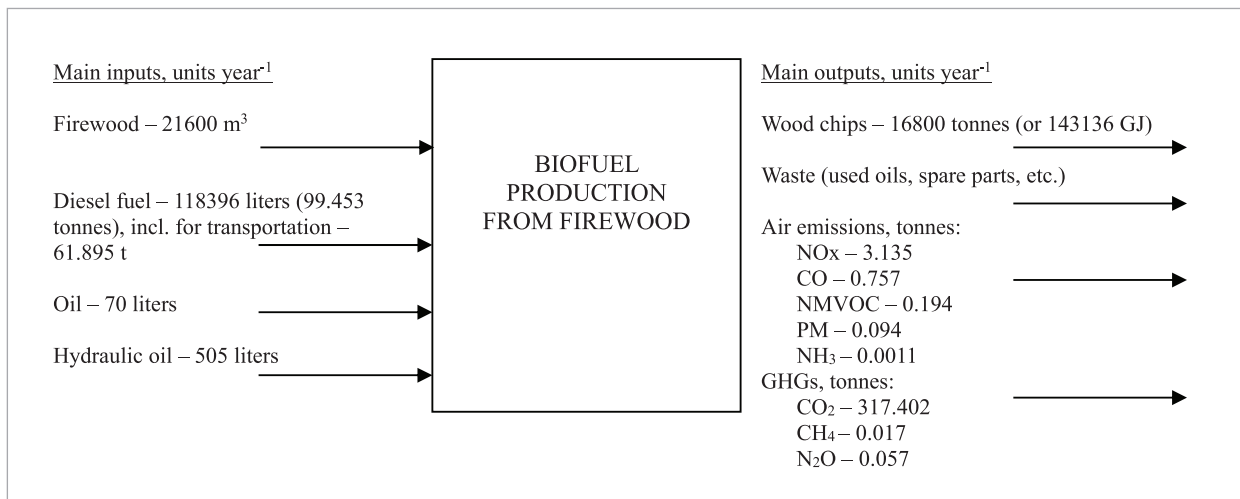 Main inputs, units year⁻¹
Firewood – 21600 m³
Diesel fuel – 118396 liters (99.453
tonnes), incl. for transportation –
61.895 t
Oil – 70 liters
Hydraulic oil – 505 liters
BIOFUEL
PRODUCTION
FROM FIREWOOD
Main outputs, units year⁻¹
Wood chips – 16800 tonnes (or 143136 GJ)
Waste (used oils, spare parts, etc.)
Air emissions, tonnes:
NOx – 3.135
CO – 0.757
NMVOC – 0.194
PM – 0.094
NH₃ – 0.0011
GHGs, tonnes:
CO₂ – 317.402
CH₄ – 0.017
N₂O – 0.057